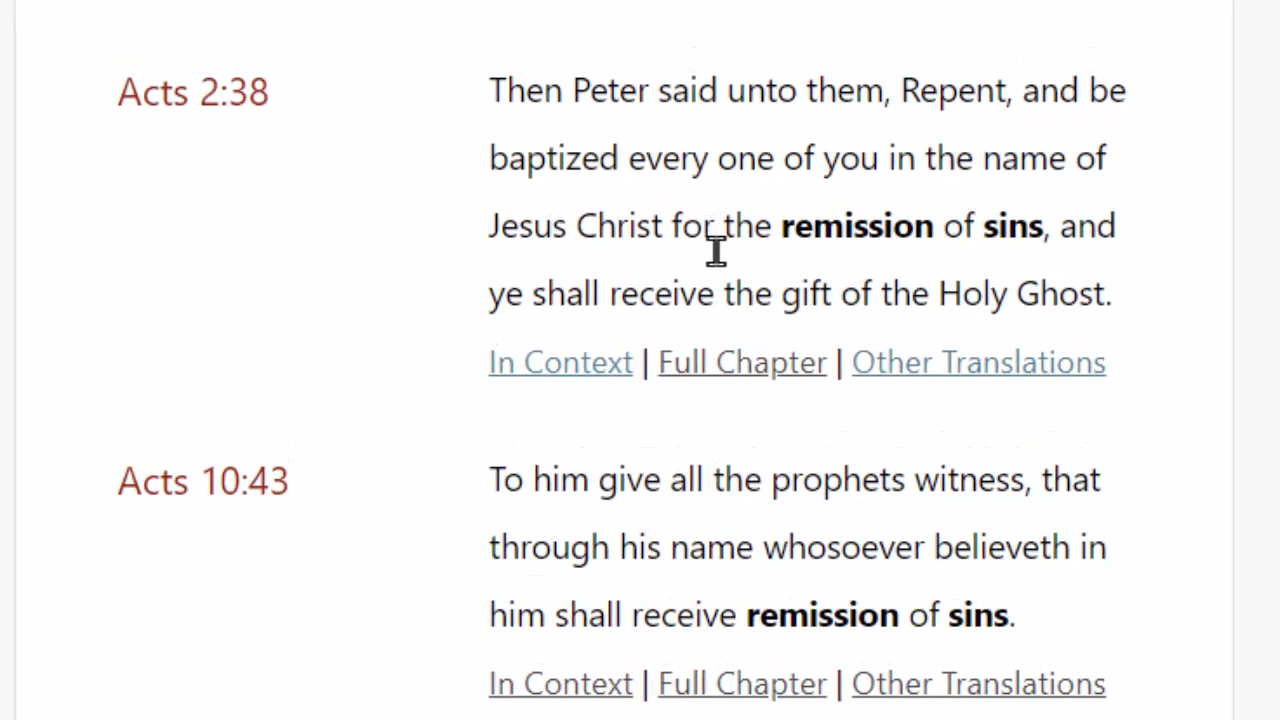 Acts 2:38
Then Peter said unto them, Repent, and be
baptized every one of you in the name of
Jesus Christ for the remission of sins, and
ye shall receive the gift of the Holy Ghost.
In Context | Full Chapter | Other Translations
Acts 10:43
To him give all the prophets witness, that
through his name whosoever believeth in
him shall receive remission of sins.
In Context | Full Chapter | Other Translations